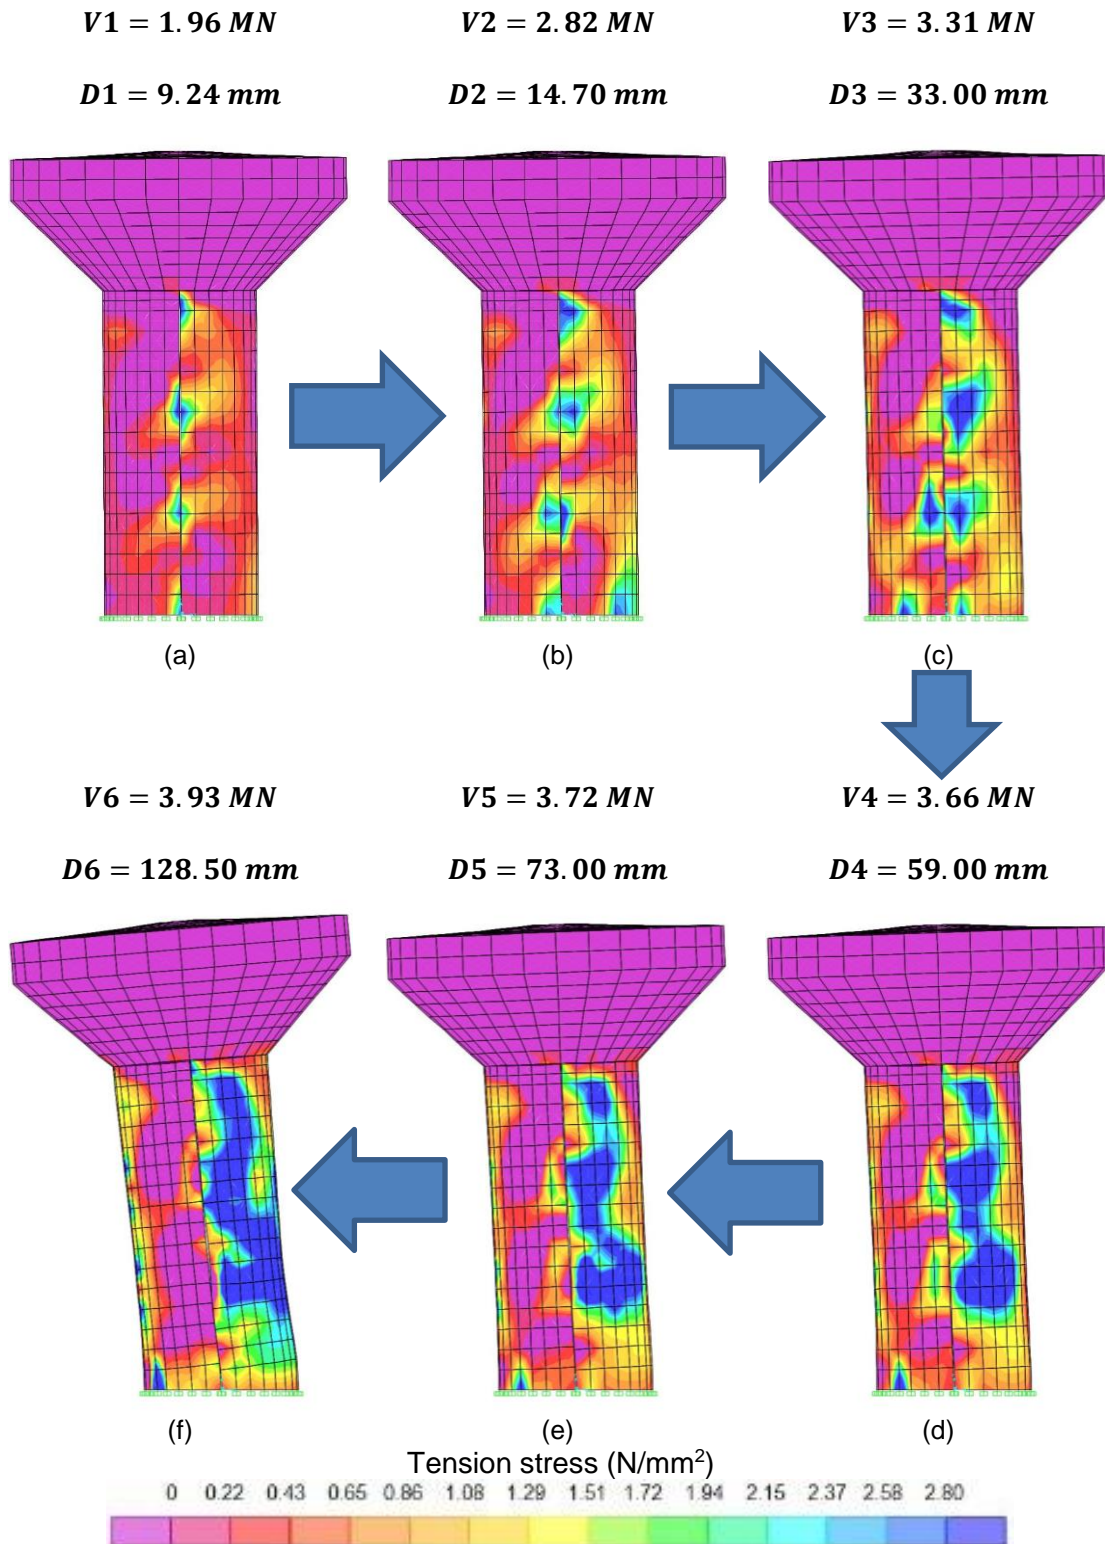 V1 = 1.96 MN
V2 = 2.82 MN
V3 = 3.31 MN
D1 = 9.24 mm
D2 = 14.70 mm
D3 = 33.00 mm
(a)
(b)
(c)
V6 = 3.93 MN
V5 = 3.72 MN
V4 = 3.66 MN
D6 = 128.50 mm
D5 = 73.00 mm
D4 = 59.00 mm
(f)
(e)
(d)
Tension stress (N/mm²)
0 0.22 0.43 0.65 0.86 1.08 1.29 1.51 1.72 1.94 2.15 2.37 2.58 2.80